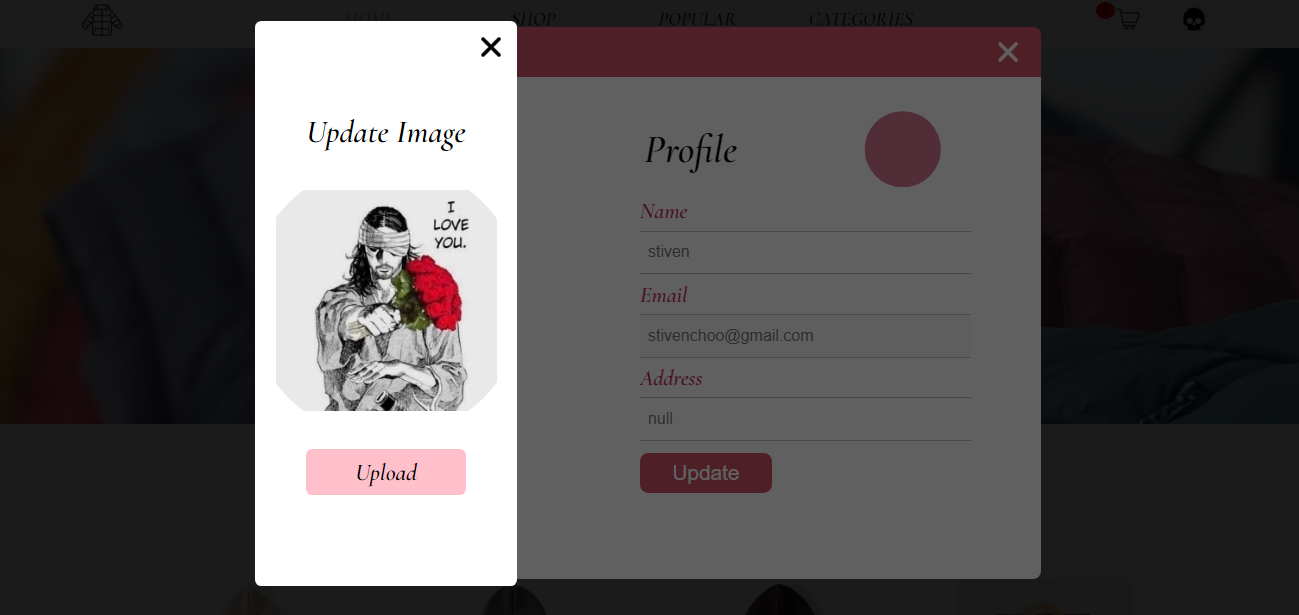 HOME
SHOP
POPULAR
CATEGORIES
Update Image
I
LOVE
YOU.
Upload
Profile
Name
stiven
Email
stivenchoo@gmail.com
Address
null
Update